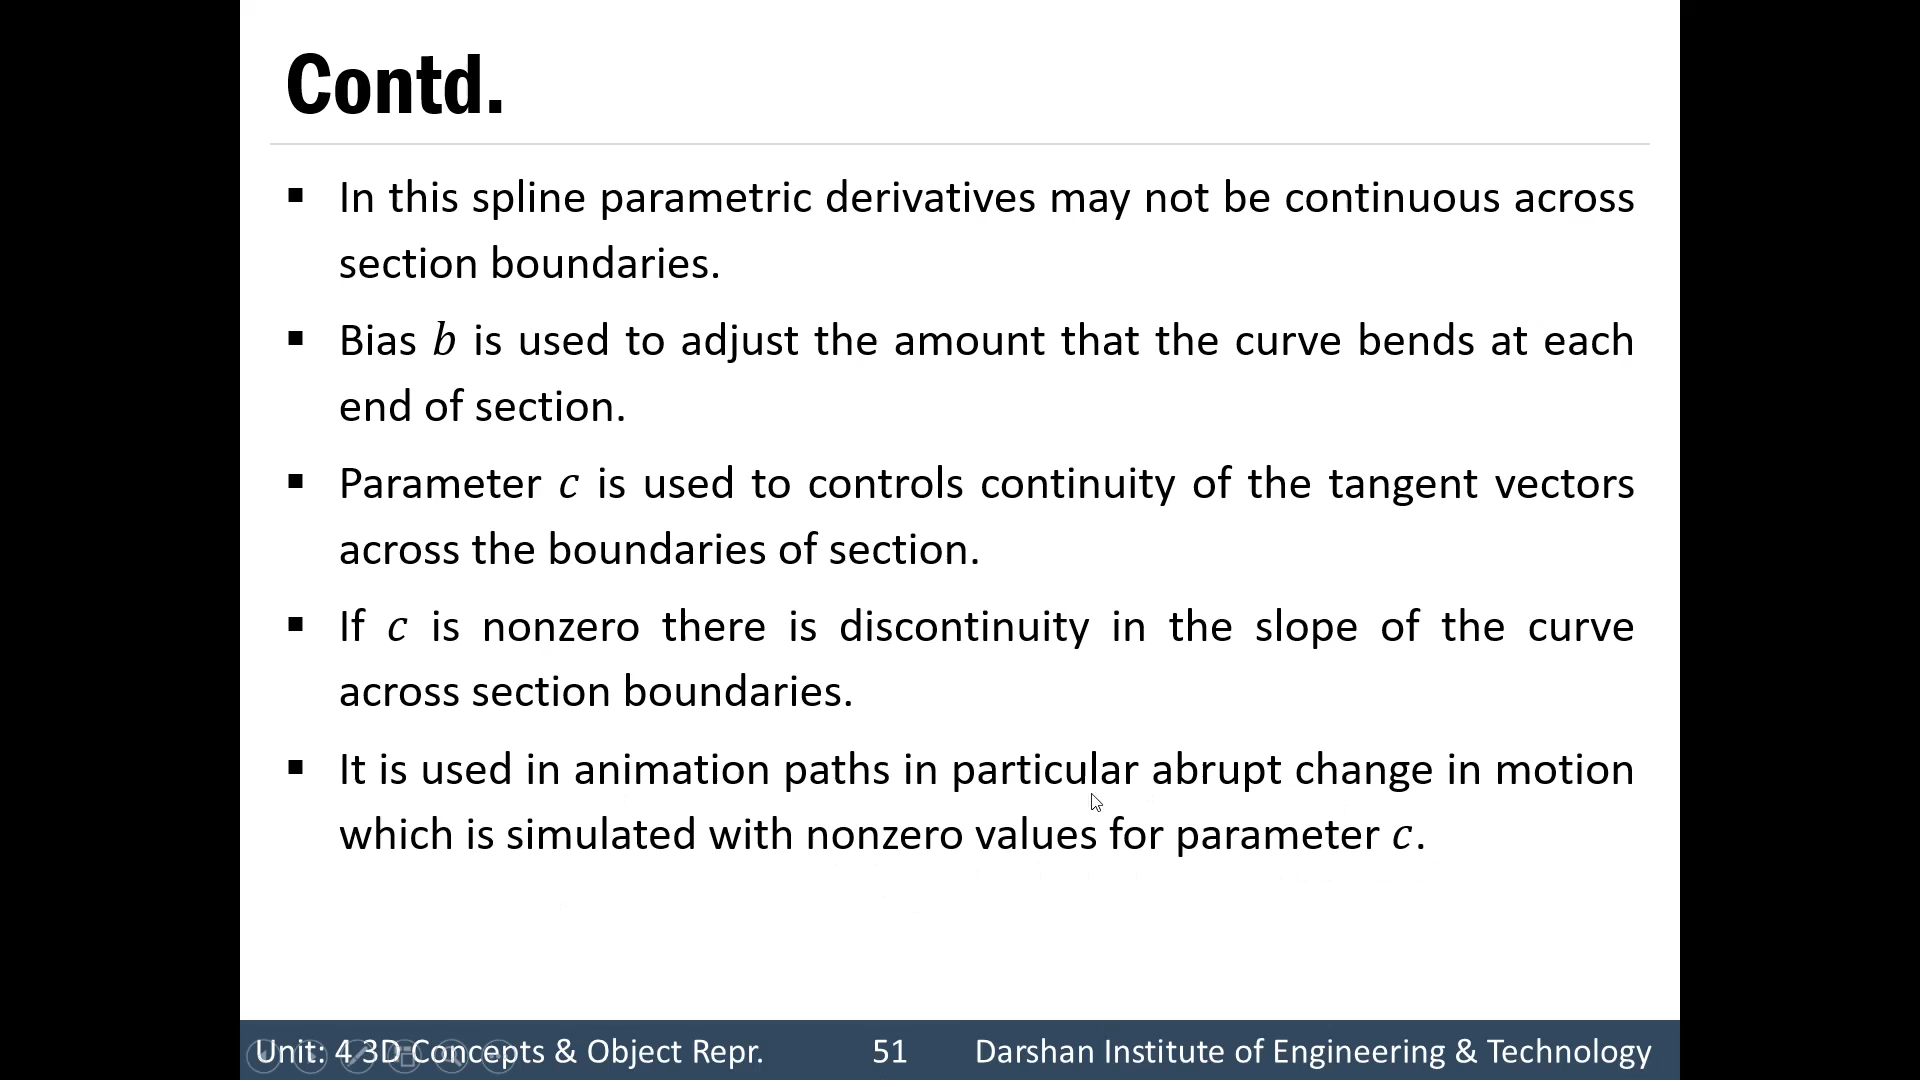 Contd.
▪ In this spline parametric derivatives may not be continuous across
section boundaries.
▪ Bias b is used to adjust the amount that the curve bends at each
end of section.
▪ Parameter c is used to controls continuity of the tangent vectors
across the boundaries of section.
▪ If c is nonzero there is discontinuity in the slope of the curve
across section boundaries.
▪ It is used in animation paths in particular abrupt change in motion
which is simulated with nonzero values for parameter c.
Unit: 4 3D Concepts & Object Repr. 51 Darshan Institute of Engineering & Technology